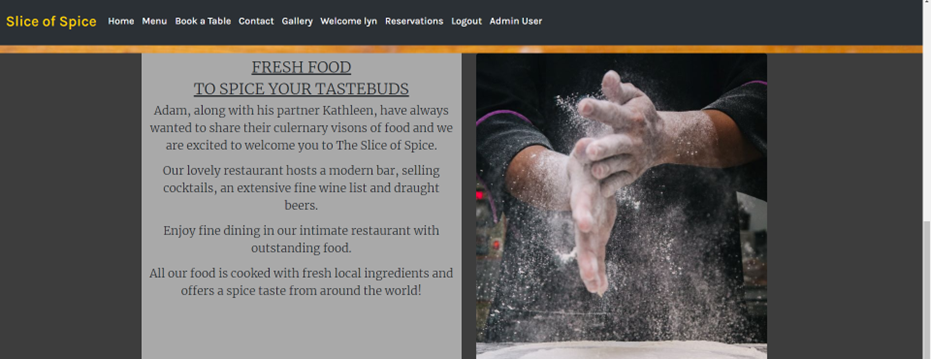 Slice of Spice Home Menu Book a Table Contact Gallery Welcome lyn Reservations Logout Admin User
FRESH FOOD
TO SPICE YOUR TASTEBUDS
Adam, along with his partner Kathleen, have always
wanted to share their culernary visons of food and we
are excited to welcome you to The Slice of Spice.
Our lovely restaurant hosts a modern bar, selling
cocktails, an extensive fine wine list and draught
beers.
Enjoy fine dining in our intimate restaurant with
outstanding food.
All our food is cooked with fresh local ingredients and
offers a spice taste from around the world!